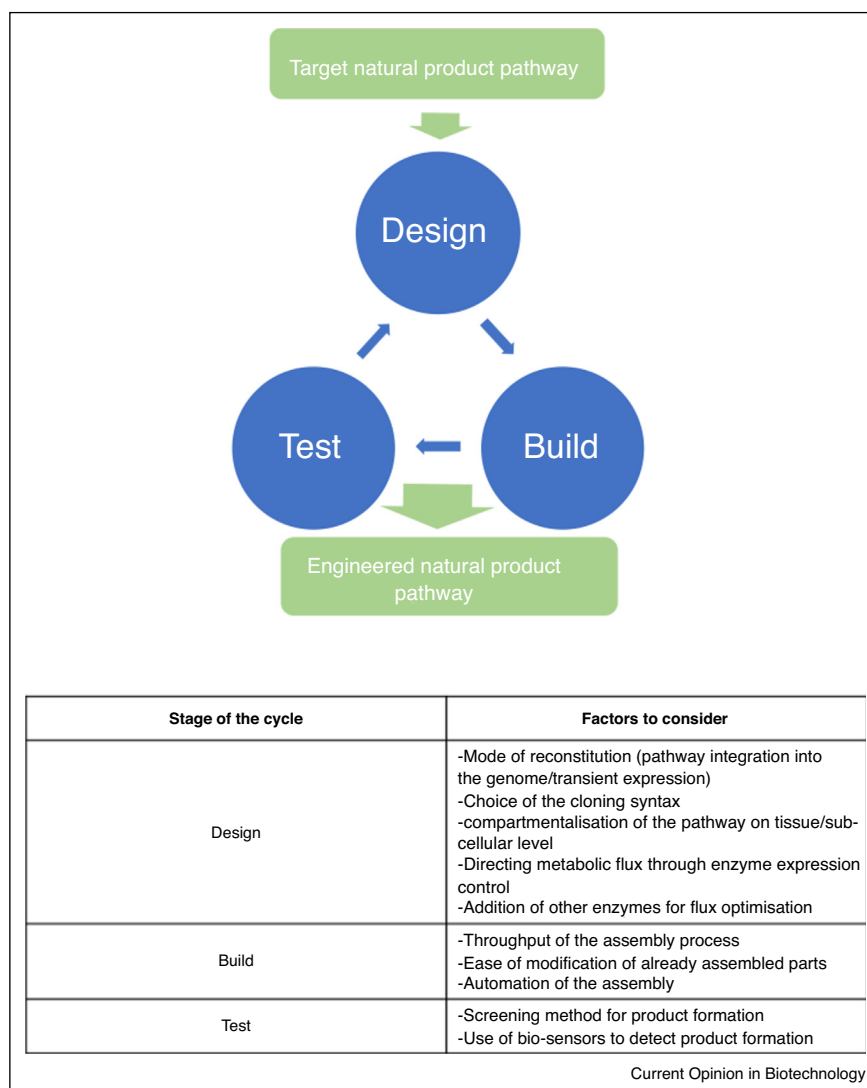 Target natural product pathway
Design
Test
Build
Engineered natural product
pathway
Stage of the cycle
Factors to consider
Design
-Mode of reconstitution (pathway integration into
the genome/transient expression)
-Choice of the cloning syntax
-compartmentalisation of the pathway on tissue/sub-
cellular level
-Directing metabolic flux through enzyme expression
control
-Addition of other enzymes for flux optimisation
Build
-Throughput of the assembly process
-Ease of modification of already assembled parts
-Automation of the assembly
Test
-Screening method for product formation
-Use of bio-sensors to detect product formation
Current Opinion in Biotechnology